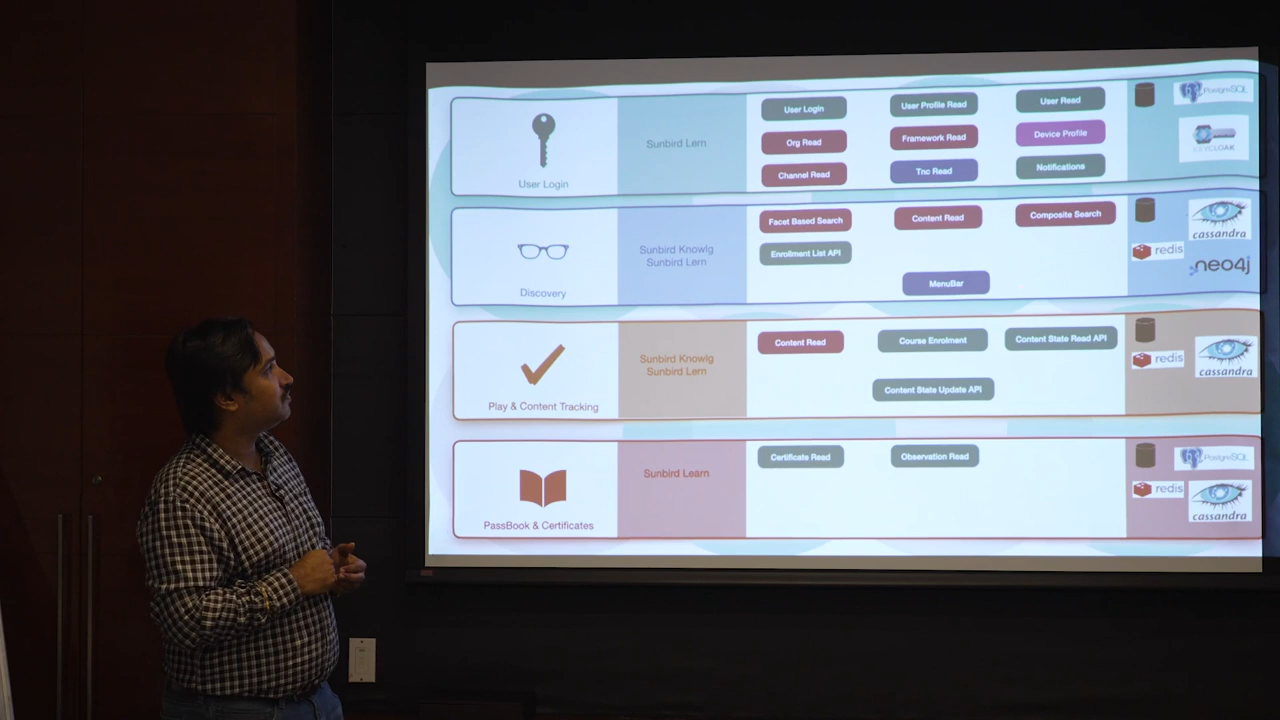 User Login
Sunbird Lern
User Login
User Profile Read
User Read
Org Read
Framework Read
Device Profile
Channel Read
Tnc Read
Notifications
PostgreSQL
KEYCLOAK
Discovery
Sunbird Knowlg
Sunbird Lern
Facet Based Search
Content Read
Composite Search
Enrollment List API
MenuBar
cassandra
redis
neo4j
Play & Content Tracking
Sunbird Knowlg
Sunbird Lern
Content Read
Course Enrolment
Content State Read API
Content State Update API
redis
cassandra
PassBook & Certificates
Sunbird Learn
Certificate Read
Observation Read
PostgreSQL
redis
cassandra